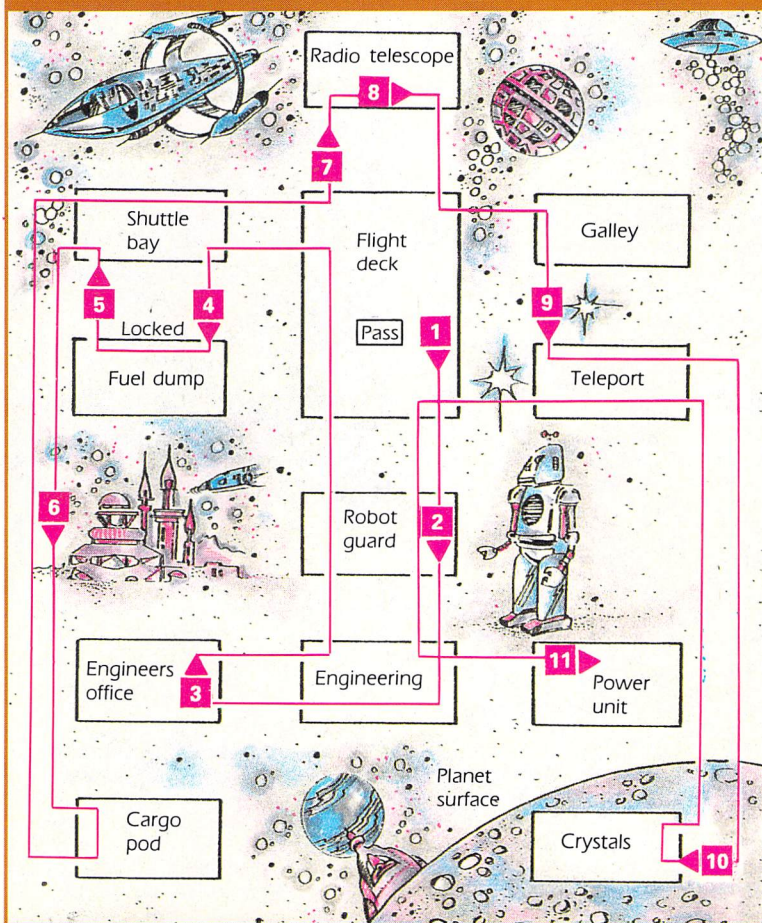 Radio telescope
8
7
Shuttle
bay
Flight
deck
Galley
5
4
9
Locked
Pass
1
Fuel dump
Teleport
6
Robot
guard
2
Engineers
office
3
Engineering
11
Power
unit
Planet
surface
Cargo
pod
Crystals
10